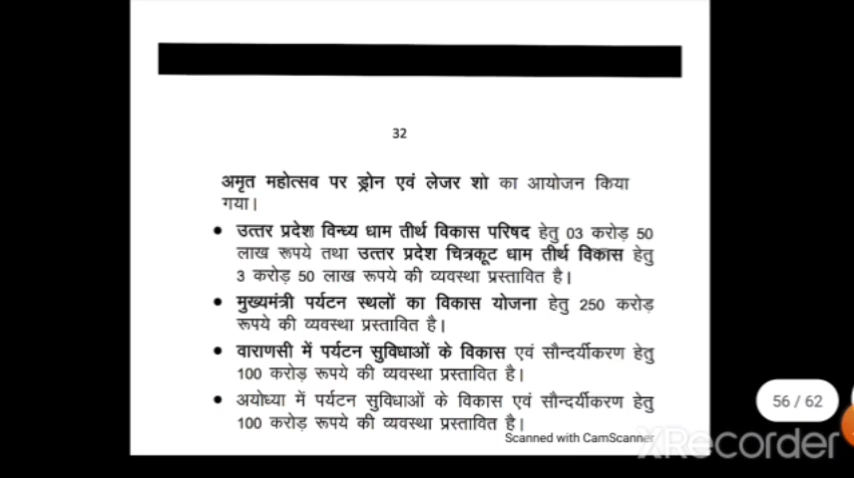 32
अमृत महोत्सव पर ड्रोन एवं लेजर शो का आयोजन किया
गया।
• उत्तर प्रदेश विन्ध्य धाम तीर्थ विकास परिषद हेतु 03 करोड़ 50
लाख रूपये तथा उत्तर प्रदेश चित्रकूट धाम तीर्थ विकास हेतु
3 करोड़ 50 लाख रूपये की व्यवस्था प्रस्तावित है।
• मुख्यमंत्री पर्यटन स्थलों का विकास योजना हेतु 250 करोड़
रूपये की व्यवस्था प्रस्तावित है।
• वाराणसी में पर्यटन सुविधाओं के विकास एवं सौन्दर्यीकरण हेतु
100 करोड़ रूपये की व्यवस्था प्रस्तावित है।
• अयोध्या में पर्यटन सुविधाओं के विकास एवं सौन्दर्यीकरण हेतु
100 करोड़ रूपये की व्यवस्था प्रस्तावित है।
56 / 62
Scanned with CamScanner
XRecorder